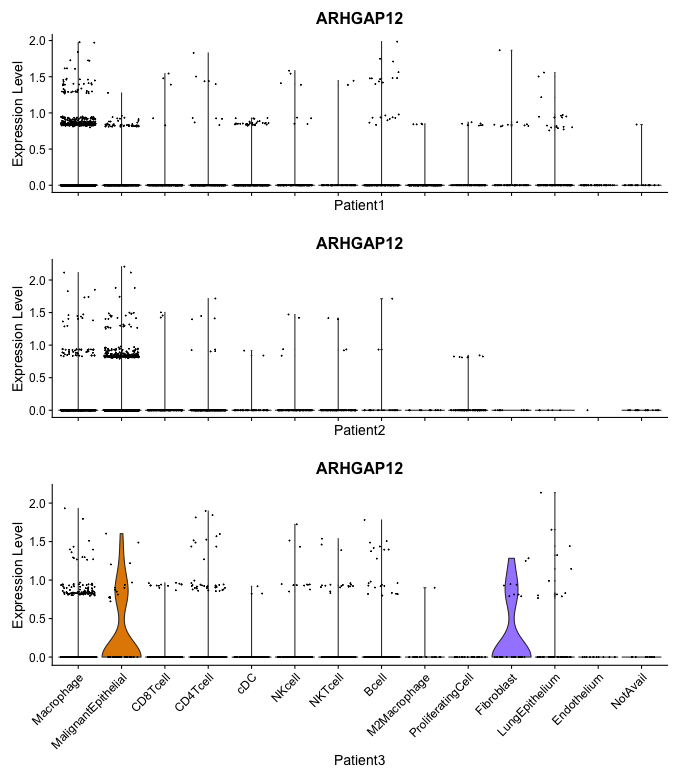 ARHGAP12
Expression Level
2.0
1.5
1.0
0.5
0.0
Patient1
ARHGAP12
Expression Level
2.0
1.5
1.0
0.5
0.0
Patient2
ARHGAP12
Expression Level
2.0
1.5
1.0
0.5
0.0
Macrophage
MalignantEpithelial
CD8Tcell
CD4Tcell
cDC
NKcell
NKTcell
Bcell
M2Macrophage
ProliferatingCell
Fibroblast
LungEpithelium
Endothelium
NotAvail
Patient3